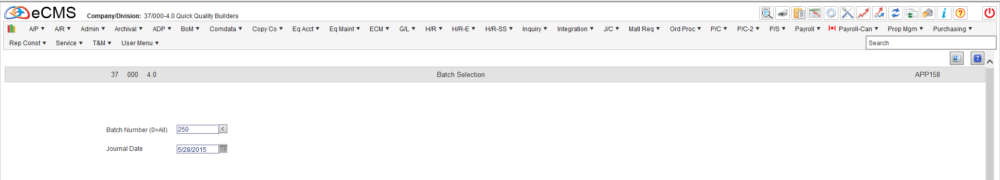 eCMS Company/Division: 37/000-4.0 Quick Quality Builders
A/P A/R Admin Archival ADP BoM Comdata Copy Co Eq Acct Eq Maint ECM G/L H/R H/R-E H/R-SS Inquiry Integration J/C Matl Req Ord Proc P/C P/C-2 P/S Payroll Payroll-Can Prop Mgm Purchasing
Rep Const Service T&M User Menu Search
37 000 4.0 Batch Selection APP158
Batch Number (0=All) 250
Journal Date 5/28/2015